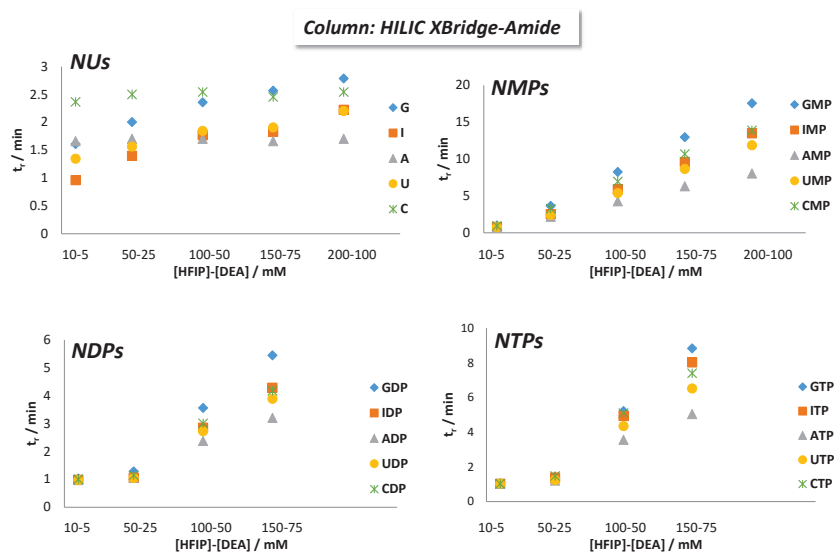 Column: HILIC XBridge-Amide
NUs
3
2.5
2
1.5
1
0.5
0
tr / min
10-5 50-25 100-50 150-75 200-100
[HFIP]-[DEA] / mM
G
I
A
U
C
NMPs
20
15
10
5
0
tr / min
10-5 50-25 100-50 150-75 200-100
[HFIP]-[DEA] / mM
GMP
IMP
AMP
UMP
CMP
NDPs
6
5
4
3
2
1
0
tr / min
10-5 50-25 100-50 150-75
[HFIP]-[DEA] / mM
GDP
IDP
ADP
UDP
CDP
NTPs
10
8
6
4
2
0
tr / min
10-5 50-25 100-50 150-75
[HFIP]-[DEA] / mM
GTP
ITP
ATP
UTP
CTP